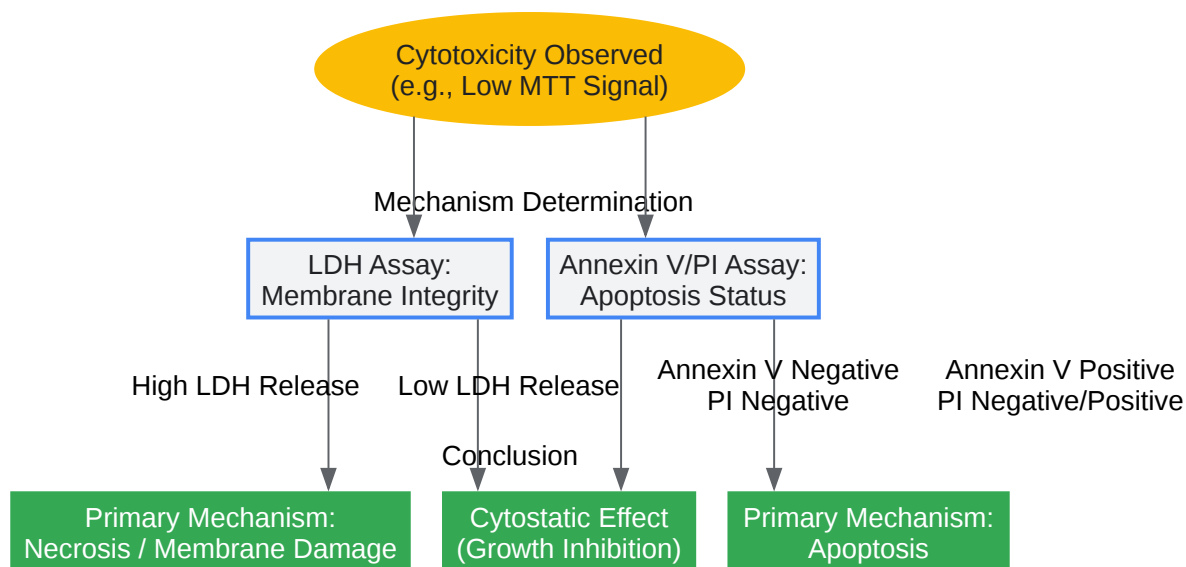 Cytotoxicity Observed
(e.g., Low MTT Signal)
Mechanism Determination
LDH Assay:
Membrane Integrity
Annexin V/PI Assay:
Apoptosis Status
High LDH Release
Low LDH Release
Annexin V Negative
PI Negative
Annexin V Positive
PI Negative/Positive
Conclusion
Primary Mechanism:
Necrosis / Membrane Damage
Cytostatic Effect
(Growth Inhibition)
Primary Mechanism:
Apoptosis